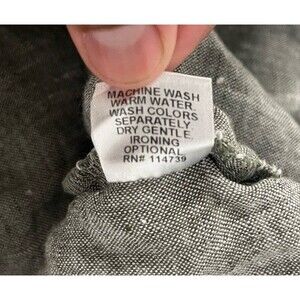 MACHINE WASH
WARM WATER.
WASH COLORS
SEPARATELY
DRY GENTLE.
IRONING
OPTIONAL.
RN# 114739